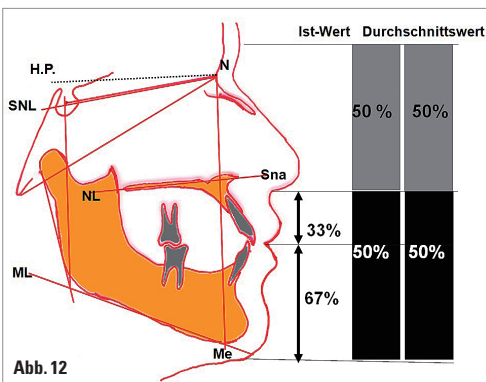 Ist-Wert Durchschnittswert
H.P.
N
SNL
50 % 50%
Sna
NL
33%
50% 50%
ML
67%
Me
Abb. 12